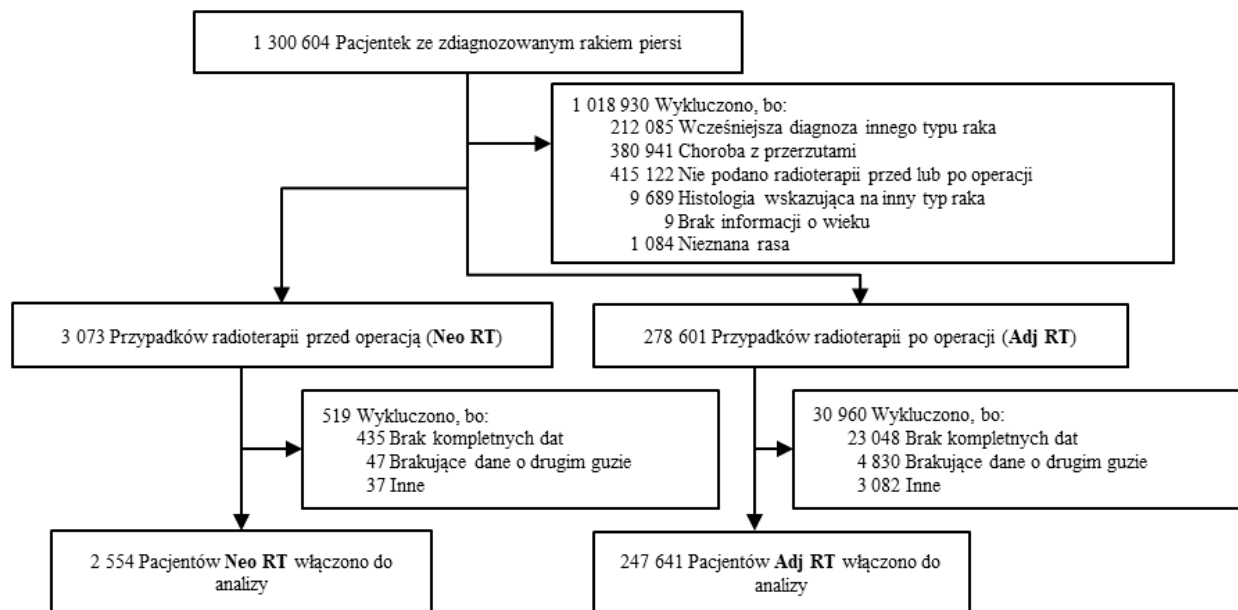 1 300 604 Pacjentek ze zdiagnozowanym rakiem piersi
1 018 930 Wykluczono, bo:
212 085 Wcześniejsza diagnoza innego typu raka
380 941 Choroba z przerzutami
415 122 Nie podano radioterapii przed lub po operacji
9 689 Histologia wskazująca na inny typ raka
9 Brak informacji o wieku
1 084 Nieznana rasa
3 073 Przypadków radioterapii przed operacją (Neo RT)
278 601 Przypadków radioterapii po operacji (Adj RT)
519 Wykluczono, bo:
435 Brak kompletnych dat
47 Brakujące dane o drugim guzie
37 Inne
30 960 Wykluczono, bo:
23 048 Brak kompletnych dat
4 830 Brakujące dane o drugim guzie
3 082 Inne
2 554 Pacjentów Neo RT włączono do
analizy
247 641 Pacjentów Adj RT włączono do
analizy